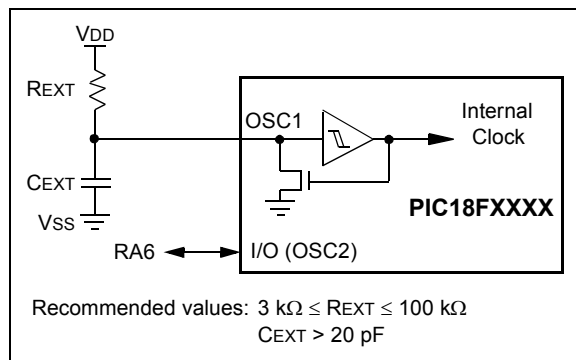 VDD
REXT
OSC1
Internal
Clock
CEXT
PIC18FXXXX
VSS
RA6
I/O (OSC2)
Recommended values: 3 kΩ ≤ REXT ≤ 100 kΩ
CEXT > 20 pF